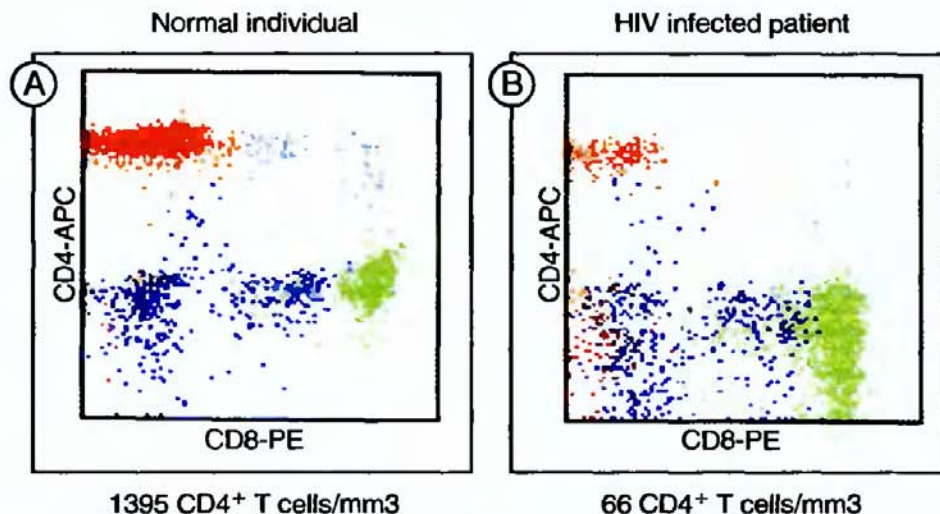 Normal individual
HIV infected patient
A
B
CD4-APC
CD4-APC
CD8-PE
CD8-PE
1395 CD4⁺ T cells/mm3
66 CD4⁺ T cells/mm3